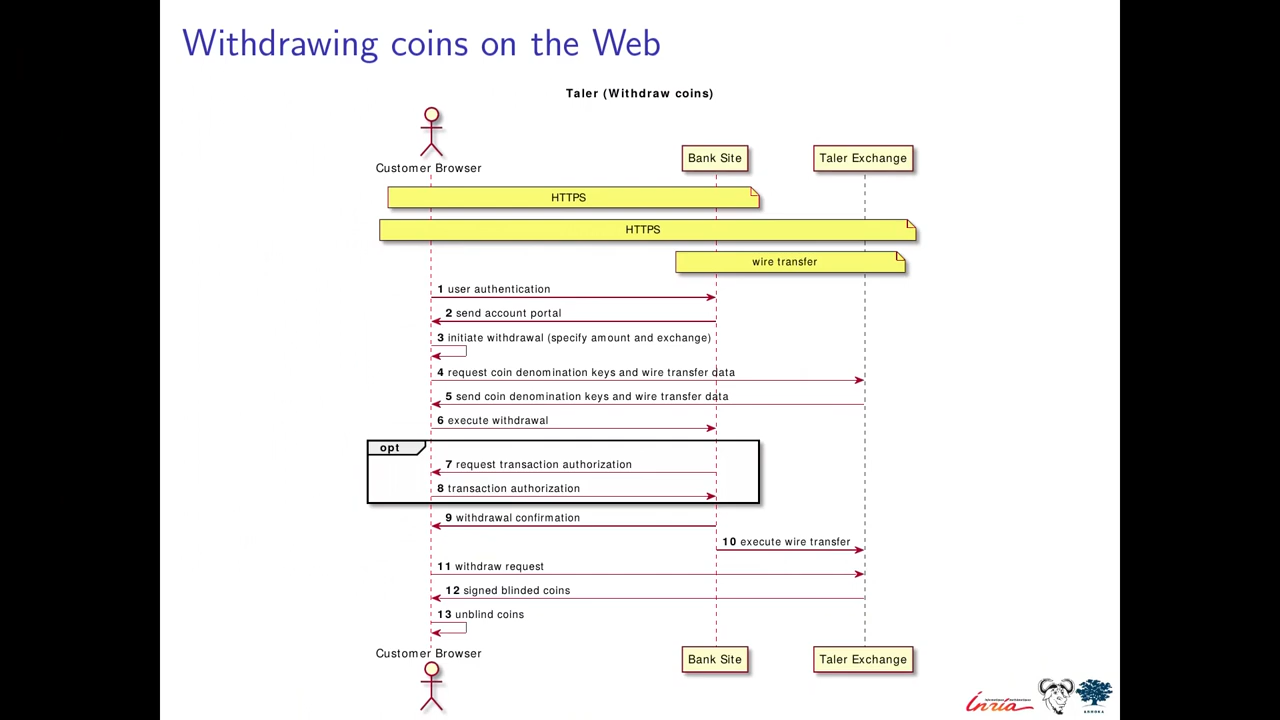 Withdrawing coins on the Web
Taler (Withdraw coins)
Customer Browser
Bank Site
Taler Exchange
HTTPS
HTTPS
wire transfer
1 user authentication
2 send account portal
3 initiate withdrawal (specify amount and exchange)
4 request coin denomination keys and wire transfer data
5 send coin denomination keys and wire transfer data
6 execute withdrawal
opt
7 request transaction authorization
8 transaction authorization
9 withdrawal confirmation
10 execute wire transfer
11 withdraw request
12 signed blinded coins
13 unblind coins
Customer Browser
Bank Site
Taler Exchange
Inria